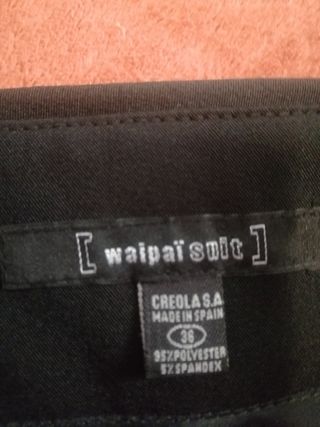 [ waipaï suit ]
CREOLA S.A
MADE IN SPAIN
36
95%POLYESTER
5%SPANDEX